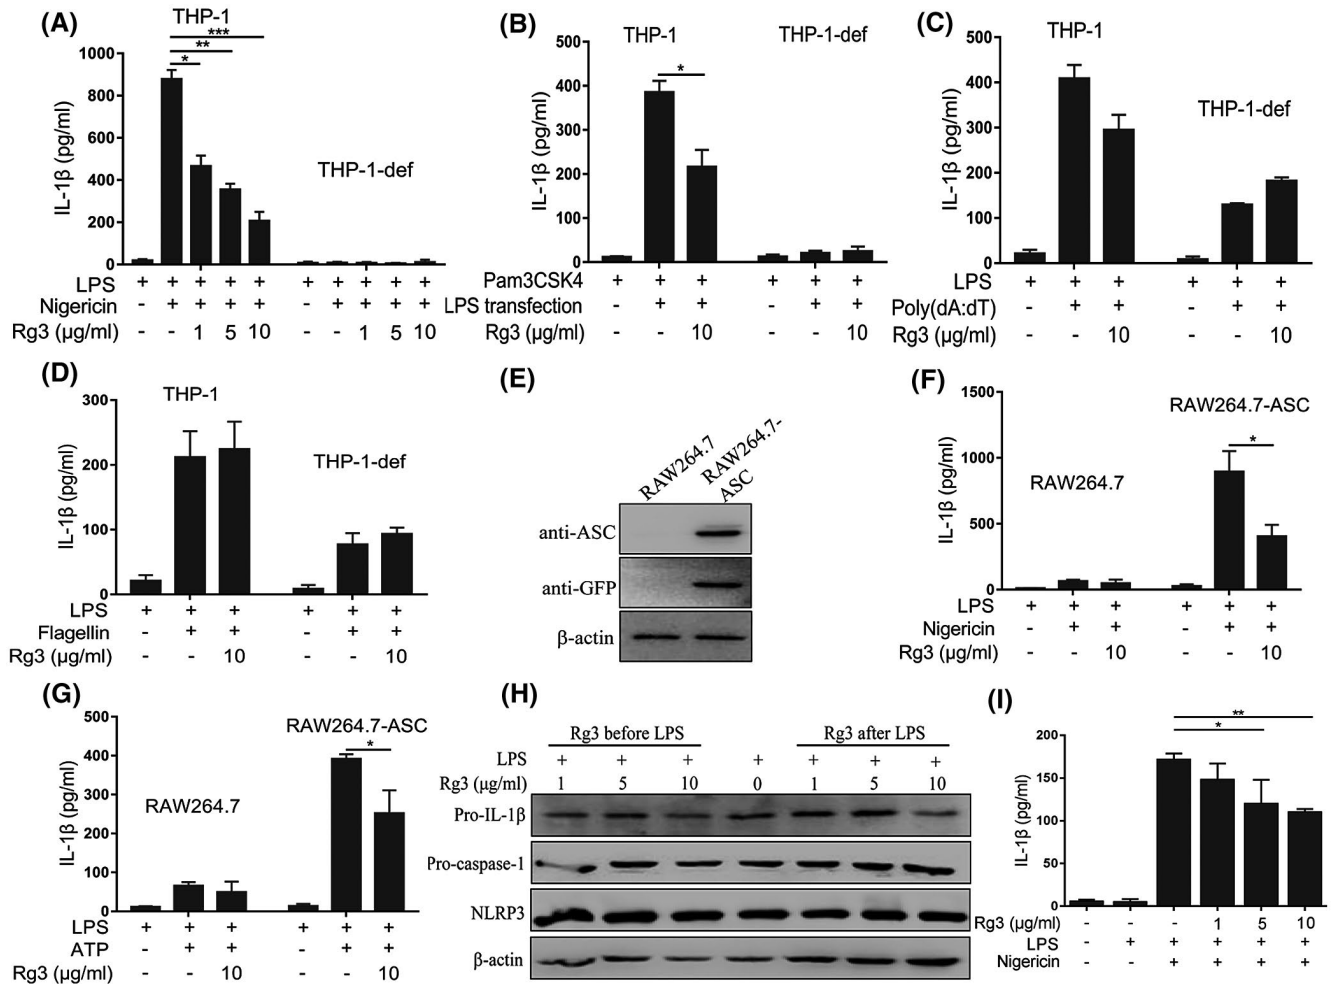 (A)
THP-1
***
**
*
THP-1-def
IL-1β (pg/ml)
1000
800
600
400
200
0
LPS + + + + + + + + + +
Nigericin - + + + + - + + + +
Rg3 (μg/ml) - - 1 5 10 - - 1 5 10
(B)
THP-1
THP-1-def
*
IL-1β (pg/ml)
500
400
300
200
100
0
Pam3CSK4 + + + + + +
LPS transfection - + + - + +
Rg3 (μg/ml) - - 10 - - 10
(C)
THP-1
THP-1-def
IL-1β (pg/ml)
500
400
300
200
100
0
LPS + + + + + +
Poly(dA:dT) - + + - + +
Rg3 (μg/ml) - - 10 - - 10
(D)
THP-1
THP-1-def
IL-1β (pg/ml)
300
200
100
0
LPS + + + + + +
Flagellin - + + - + +
Rg3 (μg/ml) - - 10 - - 10
(E)
RAW264.7
RAW264.7-
ASC
anti-ASC
anti-GFP
β-actin
(F)
RAW264.7-ASC
*
RAW264.7
IL-1β (pg/ml)
1500
1000
500
0
LPS + + + + + +
Nigericin - + + - + +
Rg3 (μg/ml) - - 10 - - 10
(G)
RAW264.7-ASC
*
RAW264.7
IL-1β (pg/ml)
500
400
300
200
100
0
LPS + + + + + +
ATP - + + - + +
Rg3 (μg/ml) - - 10 - - 10
(H)
Rg3 before LPS Rg3 after LPS
LPS + + + + + + +
Rg3 (μg/ml) 1 5 10 0 1 5 10
Pro-IL-1β
Pro-caspase-1
NLRP3
β-actin
(I)
**
*
IL-1β (pg/ml)
200
150
100
50
0
Rg3 (μg/ml) - - - 1 5 10
LPS - + + + + +
Nigericin - - + + + +